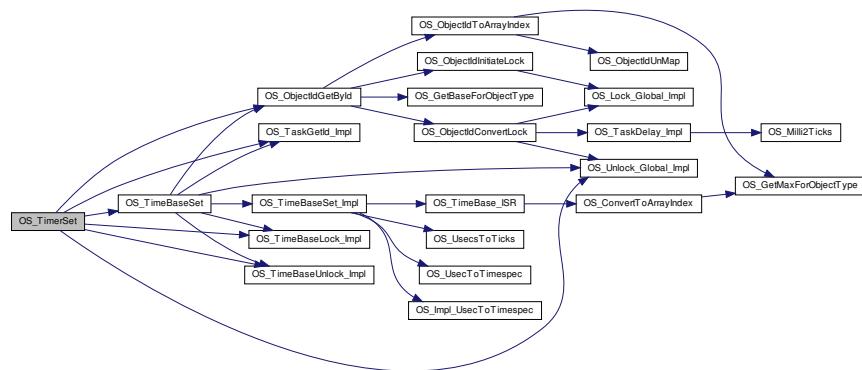 OS_ObjectIdToArrayIndex
OS_ObjectIdUnMap
OS_ObjectIdInitiateLock
OS_ObjectIdGetById
OS_GetBaseForObjectType
OS_Lock_Global_Impl
OS_TaskGetId_Impl
OS_ObjectIdConvertLock
OS_TaskDelay_Impl
OS_Milli2Ticks
OS_Unlock_Global_Impl
OS_GetMaxForObjectType
OS_TimerSet
OS_TimeBaseSet
OS_TimeBaseSet_Impl
OS_TimeBase_ISR
OS_ConvertToArrayIndex
OS_TimeBaseLock_Impl
OS_UsecsToTicks
OS_TimeBaseUnlock_Impl
OS_UsecToTimespec
OS_Impl_UsecToTimespec